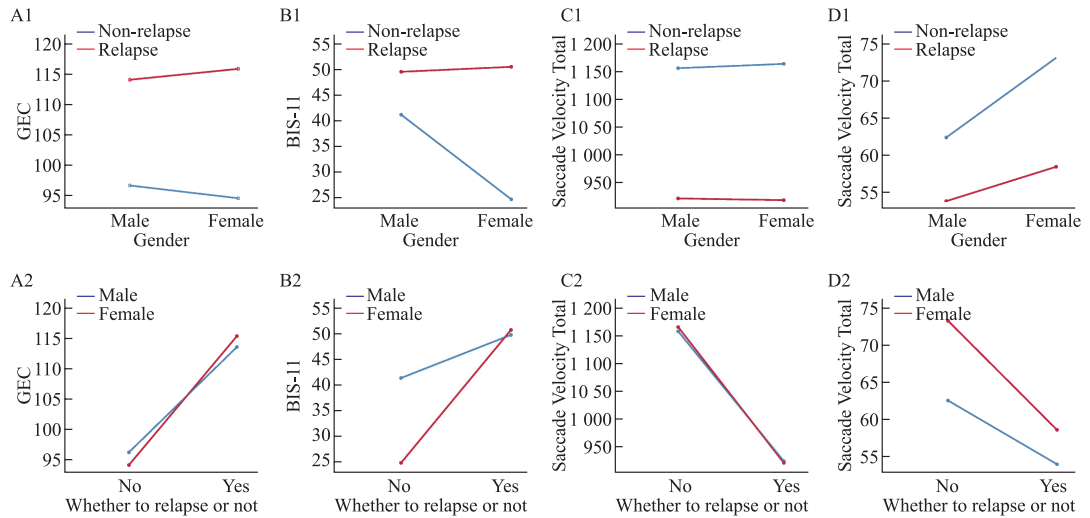 A1
Non-relapse
Relapse
120
115
110
105
100
95
GEC
Male
Female
Gender
B1
Non-relapse
Relapse
55
50
45
40
35
30
25
BIS-11
Male
Female
Gender
C1
Non-relapse
Relapse
1 200
1 150
1 100
1 050
1 000
950
Saccade Velocity Total
Male
Female
Gender
D1
Non-relapse
Relapse
75
70
65
60
55
Saccade Velocity Total
Male
Female
Gender
A2
Male
Female
120
115
110
105
100
95
GEC
No
Yes
Whether to relapse or not
B2
Male
Female
55
50
45
40
35
30
25
BIS-11
No
Yes
Whether to relapse or not
C2
Male
Female
1 200
1 150
1 100
1 050
1 000
950
Saccade Velocity Total
No
Yes
Whether to relapse or not
D2
Male
Female
75
70
65
60
55
Saccade Velocity Total
No
Yes
Whether to relapse or not